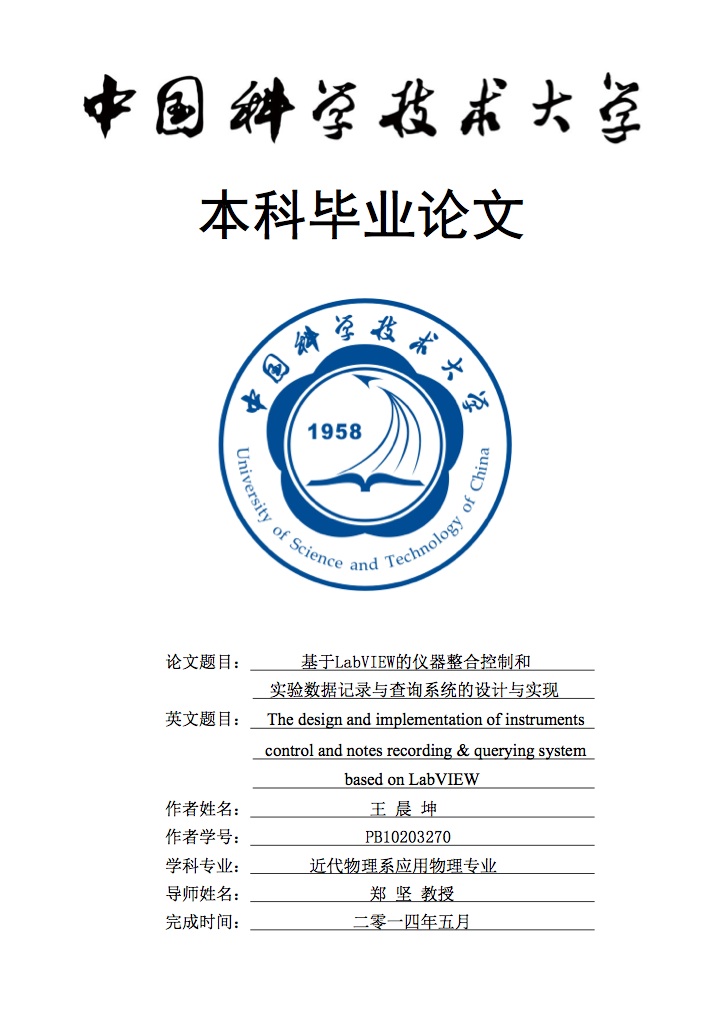 中国科学技术大学
本科毕业论文
中国科学技术大学
1958
University of Science and Technology of China
论文题目： 基于LabVIEW的仪器整合控制和
实验数据记录与查询系统的设计与实现
英文题目： The design and implementation of instruments
control and notes recording & querying system
based on LabVIEW
作者姓名： 王 晨 坤
作者学号： PB10203270
学科专业： 近代物理系应用物理专业
导师姓名： 郑 坚 教授
完成时间： 二零一四年五月